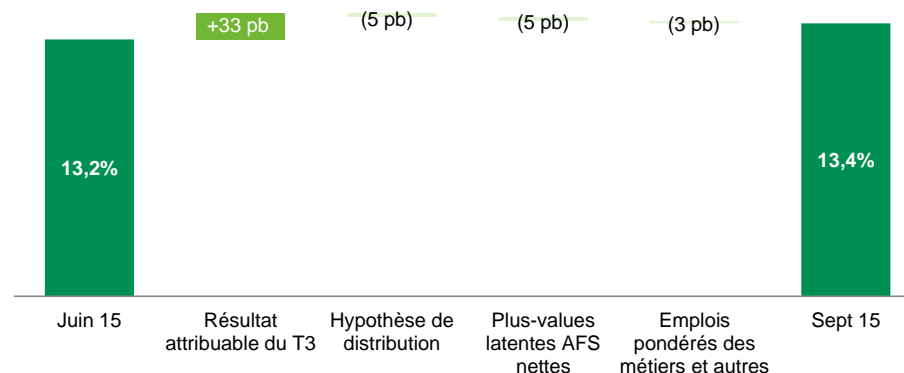 +33 pb
(5 pb)
(5 pb)
(3 pb)
13,2%
13,4%
Juin 15
Résultat
attribuable du T3
Hypothèse de
distribution
Plus-values
latentes AFS
nettes
Emplois
pondérés des
métiers et autres
Sept 15